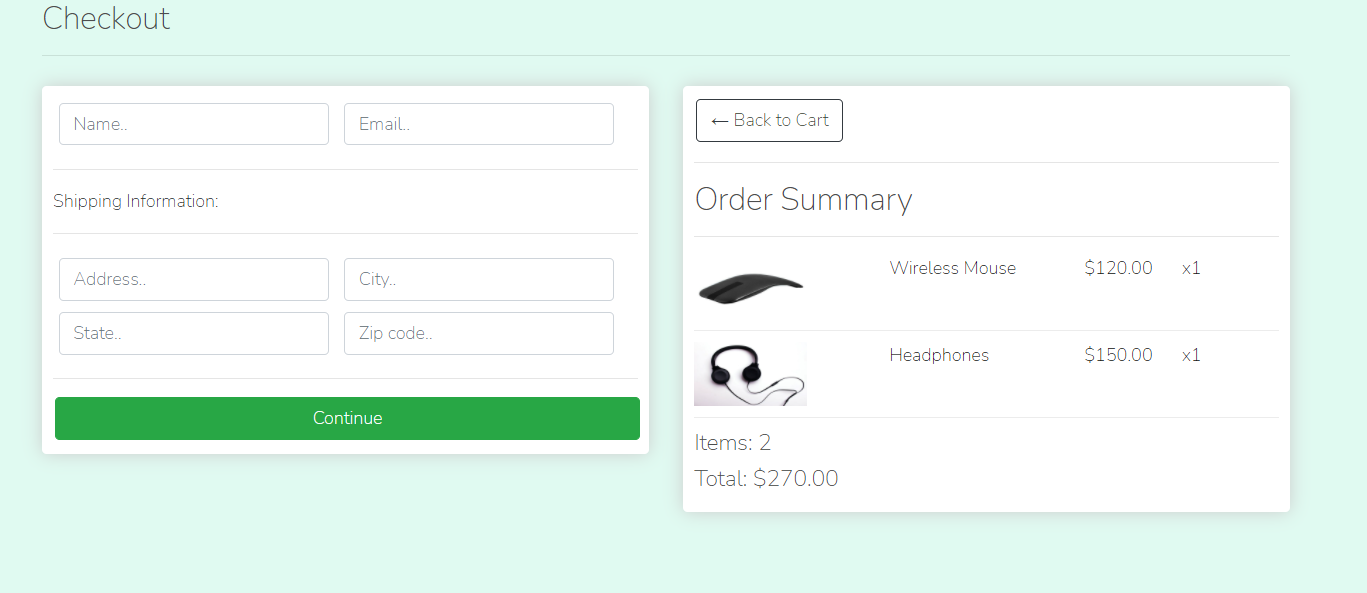 Checkout
Name..
Email..
Shipping Information:
Address..
City..
State..
Zip code..
Continue
← Back to Cart
Order Summary
Wireless Mouse $120.00 x1
Headphones $150.00 x1
Items: 2
Total: $270.00